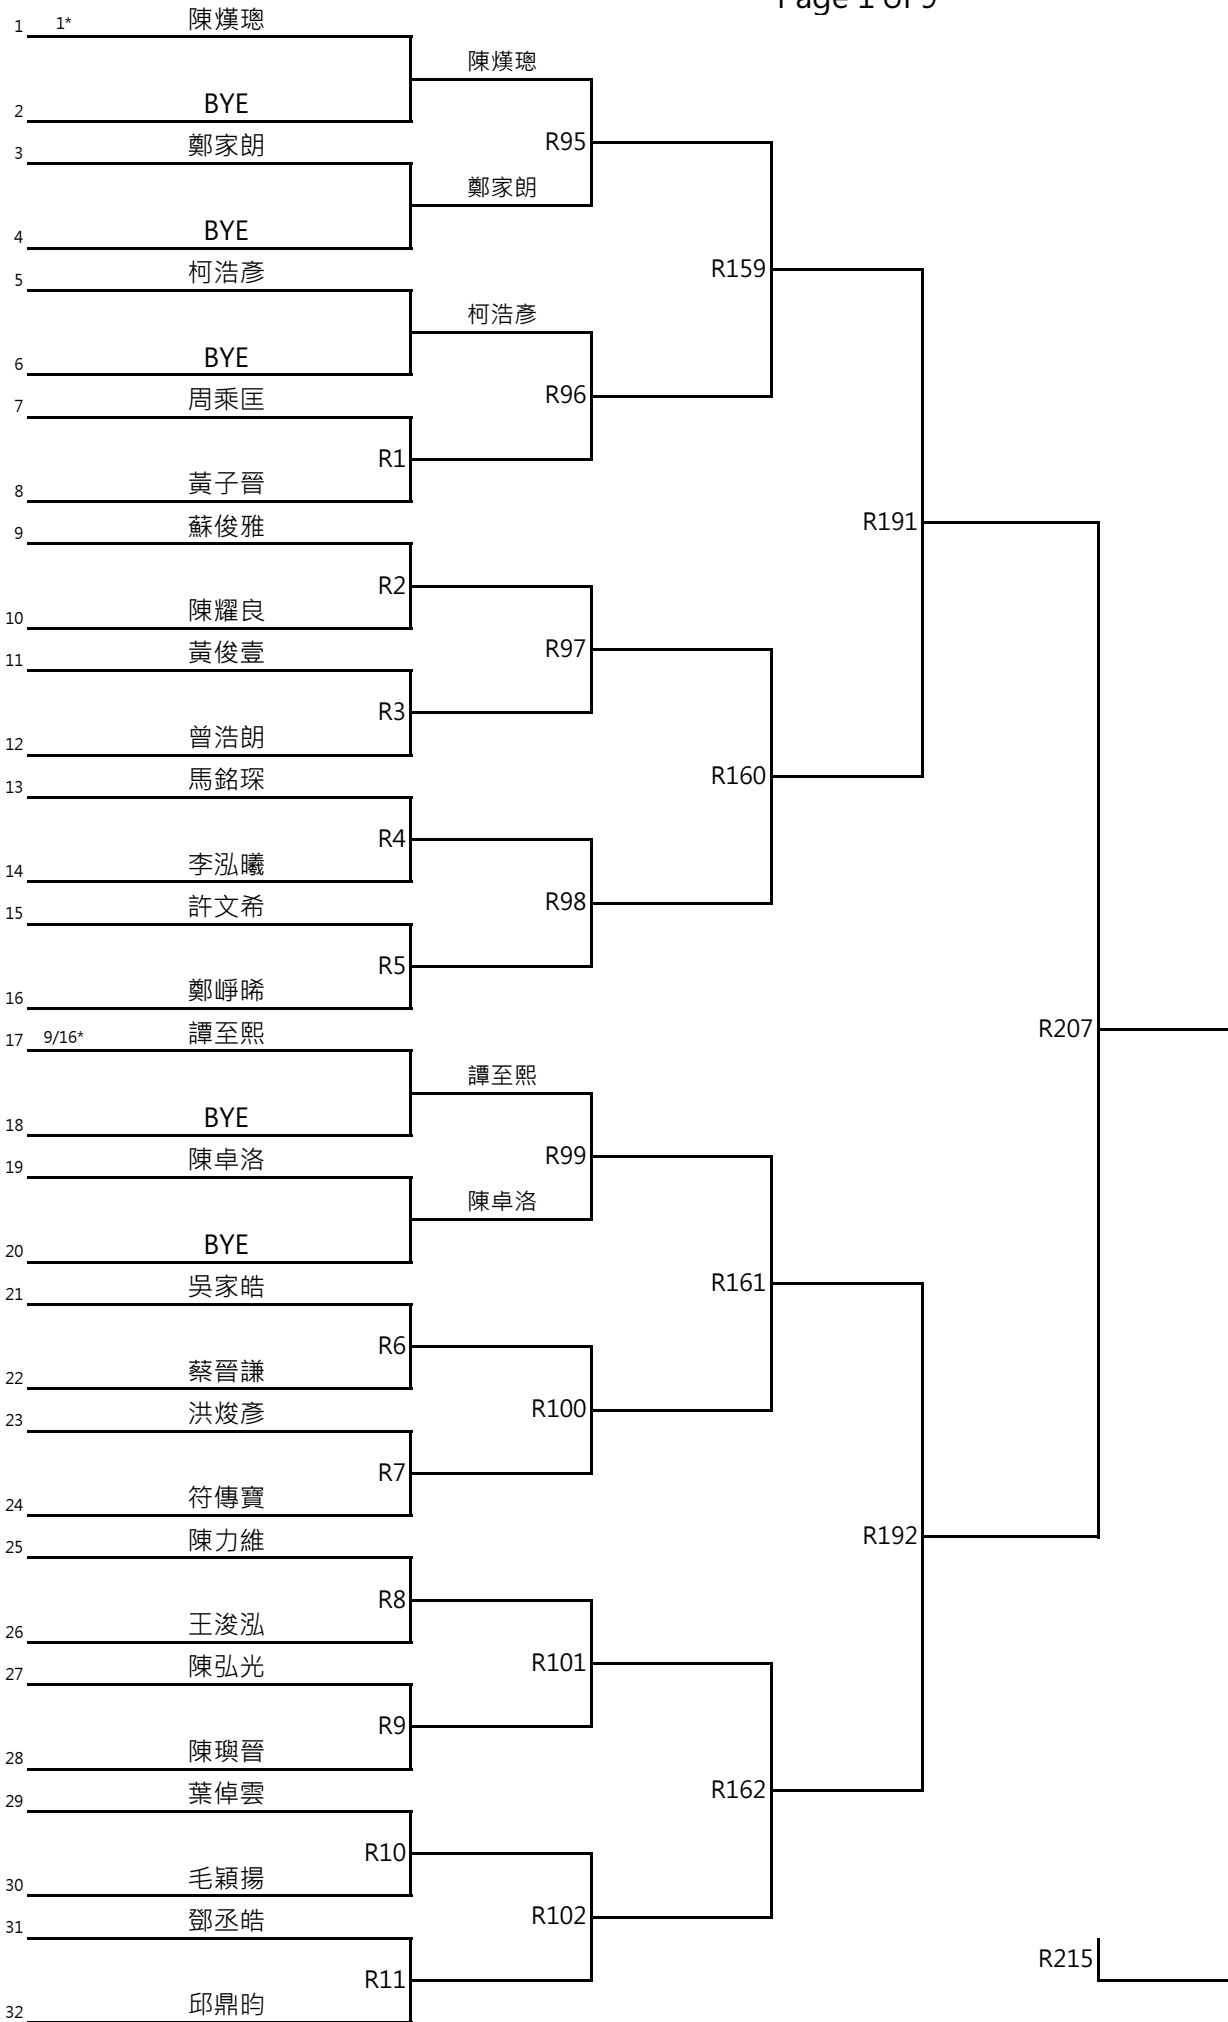 Page 1 of 9
1 1* 陳熯璁
陳熯璁
2 BYE
3 鄭家朗
R95
鄭家朗
4 BYE
R159
5 柯浩彥
柯浩彥
6 BYE
7 周乘匡
R96
R1
8 黃子晉
9 蘇俊雅
R191
R2
10 陳耀良
11 黃俊壹
R97
R3
12 曾浩朗
13 馬銘琛
R160
R4
14 李泓曦
15 許文希
R98
R5
16 鄭崢晞
17 9/16* 譚至熙
R207
譚至熙
18 BYE
19 陳卓洛
R99
陳卓洛
20 BYE
21 吳家皓
R161
R6
22 蔡晉謙
23 洪焌彥
R100
R7
24 符傳寶
25 陳力維
R192
R8
26 王浚泓
27 陳弘光
R101
R9
28 陳璵晉
29 葉倬雲
R162
R10
30 毛穎揚
31 鄧丞皓
R102
R215
R11
32 邱鼎昀